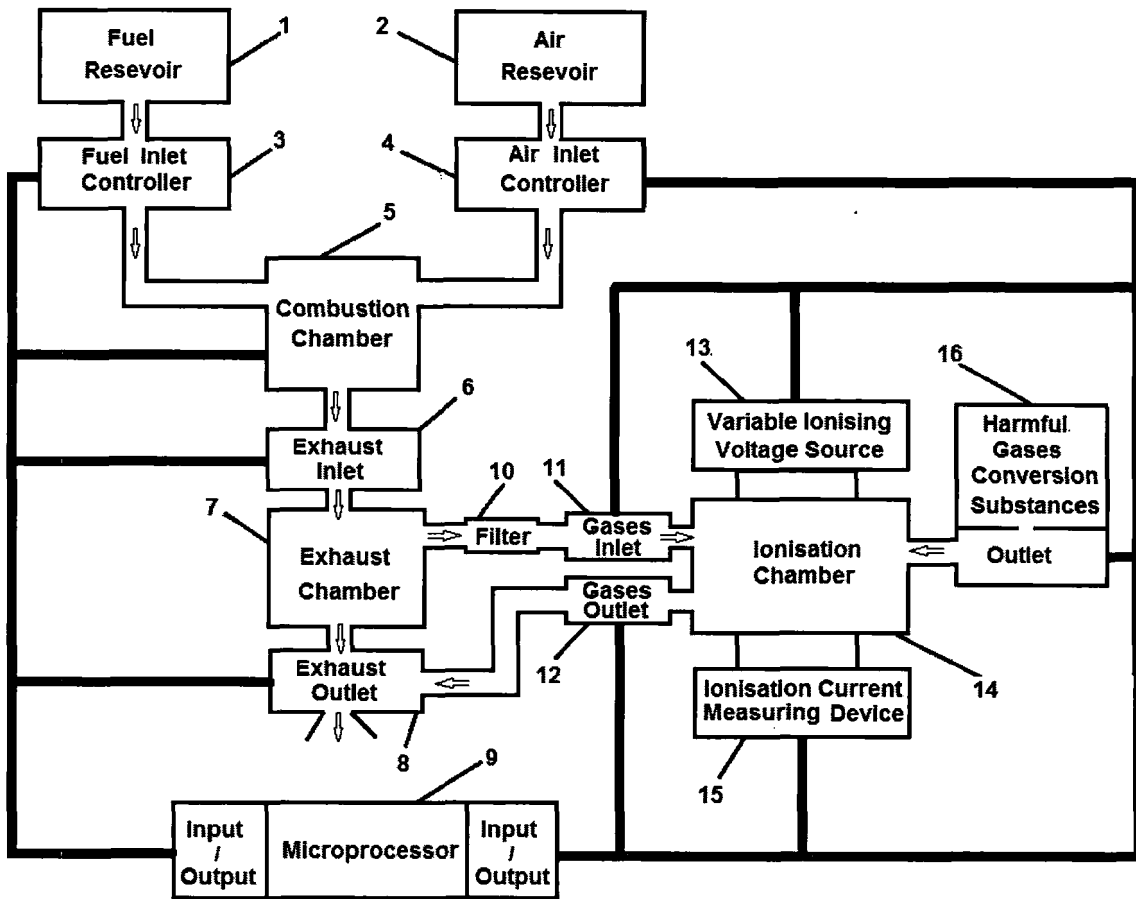 1
Fuel
Resevoir
2
Air
Resevoir
3
Fuel Inlet
Controller
4
Air Inlet
Controller
5
Combustion
Chamber
6
Exhaust
Inlet
7
Exhaust
Chamber
10
Filter
11
Gases
Inlet
Gases
Outlet
12
13
Variable Ionising
Voltage Source
Ionisation
Chamber
14
16
Harmful
Gases
Conversion
Substances
Outlet
Exhaust
Outlet
8
Ionisation Current
Measuring Device
15
9
Input
/
Output
Microprocessor
Input
/
Output